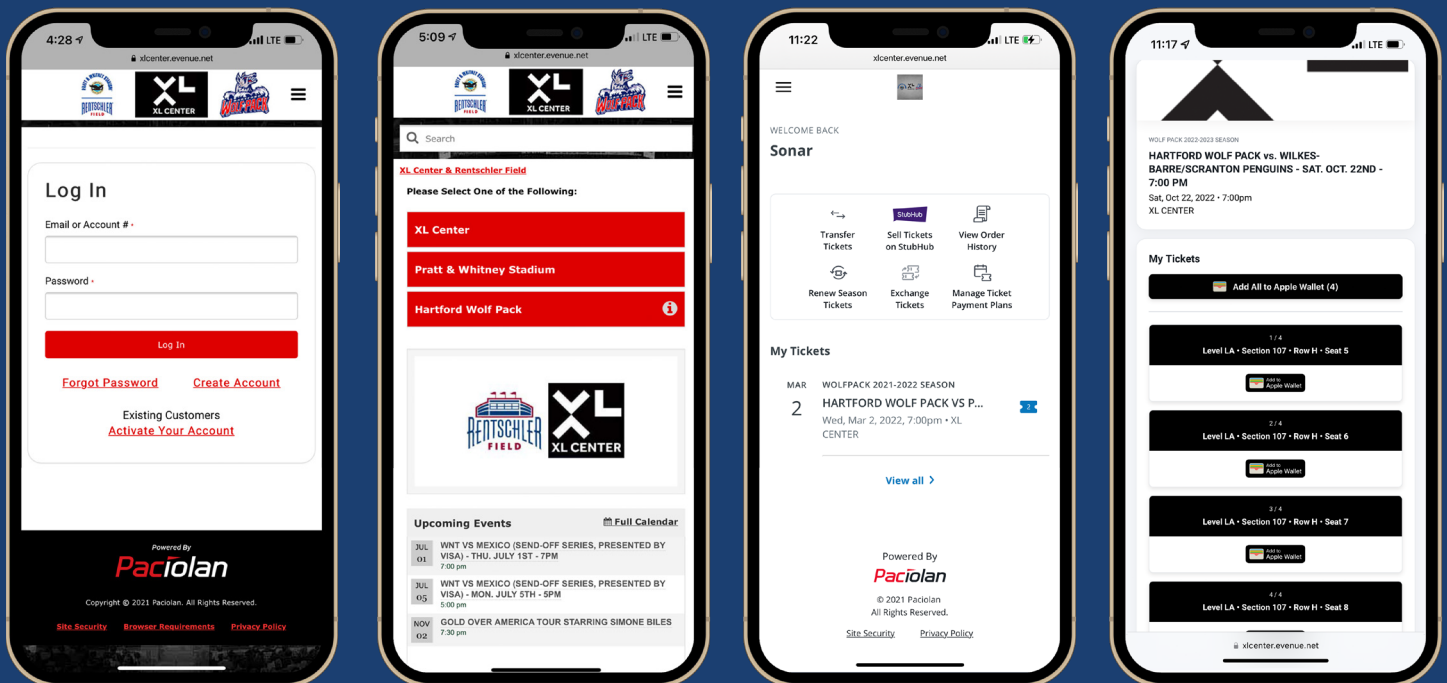 4:28
LTE
xlcenter.evenue.net
PRATT & WHITNEY STADIUM
RENTSCHLER
FIELD
XL
XL CENTER
WOLF PACK
Log In
Email or Account # •
Password •
Log In
Forgot Password
Create Account
Existing Customers
Activate Your Account
Powered By
Paciolan
Copyright © 2021 Paciolan. All Rights Reserved.
Site Security
Browser Requirements
Privacy Policy
5:09
LTE
xlcenter.evenue.net
PRATT & WHITNEY STADIUM
RENTSCHLER
FIELD
XL
XL CENTER
WOLF PACK
Search
XL Center & Rentschler Field
Please Select One of the Following:
XL Center
Pratt & Whitney Stadium
Hartford Wolf Pack
RENTSCHLER
FIELD
XL
XL CENTER
Upcoming Events
Full Calendar
JUL
01
WNT VS MEXICO (SEND-OFF SERIES, PRESENTED BY
VISA) - THU. JULY 1ST - 7PM
7:00 pm
JUL
05
WNT VS MEXICO (SEND-OFF SERIES, PRESENTED BY
VISA) - MON. JULY 5TH - 5PM
5:00 pm
NOV
02
GOLD OVER AMERICA TOUR STARRING SIMONE BILES
7:30 pm
11:22
LTE
xlcenter.evenue.net
WELCOME BACK
Sonar
Transfer
Tickets
StubHub
Sell Tickets
on StubHub
View Order
History
Renew Season
Tickets
Exchange
Tickets
Manage Ticket
Payment Plans
My Tickets
MAR
2
WOLFPACK 2021-2022 SEASON
HARTFORD WOLF PACK VS P...
Wed, Mar 2, 2022, 7:00pm • XL
CENTER
2
View all
Powered By
Paciolan
© 2021 Paciolan
All Rights Reserved.
Site Security
Privacy Policy
11:17
LTE
WOLF PACK 2022-2023 SEASON
HARTFORD WOLF PACK vs. WILKES-
BARRE/SCRANTON PENGUINS - SAT. OCT. 22ND -
7:00 PM
Sat, Oct 22, 2022 • 7:00pm
XL CENTER
My Tickets
Add All to Apple Wallet (4)
1 / 4
Level LA • Section 107 • Row H • Seat 5
Add to
Apple Wallet
2 / 4
Level LA • Section 107 • Row H • Seat 6
Add to
Apple Wallet
3 / 4
Level LA • Section 107 • Row H • Seat 7
Add to
Apple Wallet
4 / 4
Level LA • Section 107 • Row H • Seat 8
xlcenter.evenue.net